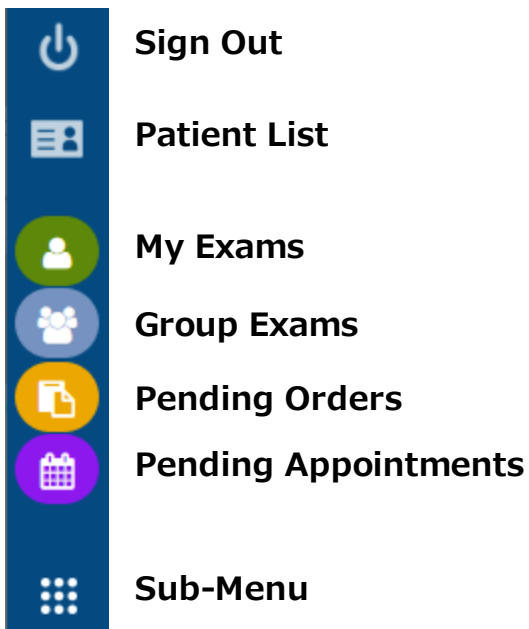 Sign Out
Patient List
My Exams
Group Exams
Pending Orders
Pending Appointments
Sub-Menu